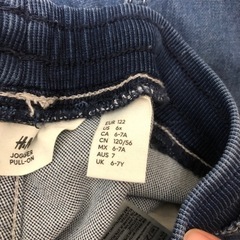 H&M
JOGGER
PULL-ON
EUR 122
US 6x
CA 6-7A
CN 120/56
MX 6-7A
AUS 7
UK 6-7Y